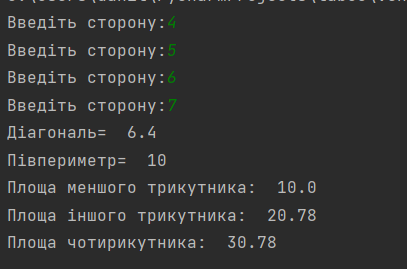 Введіть сторону:4
Введіть сторону:5
Введіть сторону:6
Введіть сторону:7
Діагональ=  6.4
Півпериметр=  10
Площа меншого трикутника:  10.0
Площа іншого трикутника:  20.78
Площа чотирикутника:  30.78